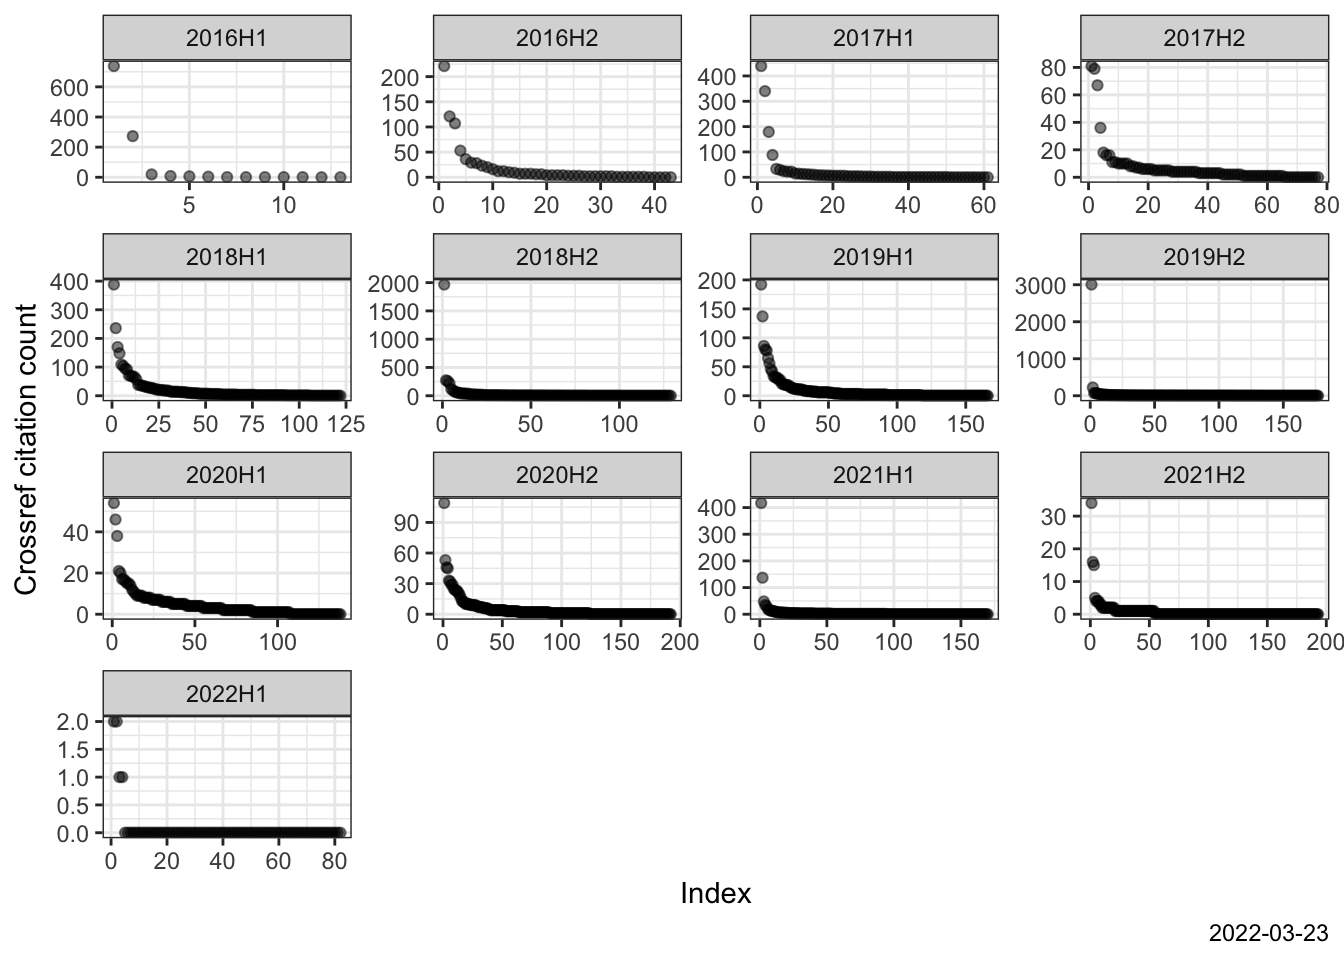 2016H1 2016H2 2017H1 2017H2
600 400 200 0
200 150 100 50 0
400 300 200 100 0
80 60 40 20 0
5 10
0 10 20 30 40
0 20 40 60
0 20 40 60 80
2018H1 2018H2 2019H1 2019H2
400 300 200 100 0
2000 1500 1000 500 0
200 150 100 50 0
3000 2000 1000 0
0 25 50 75 100 125
0 50 100
0 50 100 150
0 50 100 150
Crossref citation count
2020H1 2020H2 2021H1 2021H2
40 20 0
90 60 30 0
400 300 200 100 0
30 20 10 0
0 50 100
0 50 100 150 200
0 50 100 150
0 50 100 150 200
2022H1
2.0 1.5 1.0 0.5 0.0
0 20 40 60 80
Index
2022-03-23